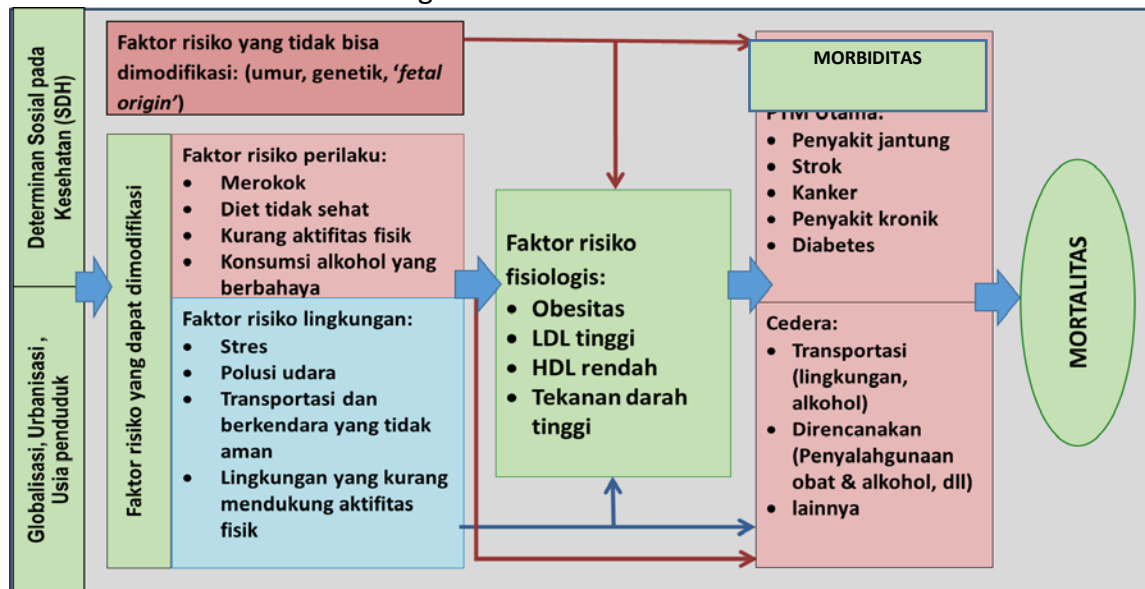 Determinan Sosial pada
Kesehatan (SDH)
Globalisasi, Urbanisasi ,
Usia penduduk
Faktor risiko yang tidak bisa
dimodifikasi: (umur, genetik, ‘fetal
origin’)
Faktor risiko yang dapat dimodifikasi
Faktor risiko perilaku:
• Merokok
• Diet tidak sehat
• Kurang aktifitas fisik
• Konsumsi alkohol yang
berbahaya
Faktor risiko lingkungan:
• Stres
• Polusi udara
• Transportasi dan
berkendara yang tidak
aman
• Lingkungan yang kurang
mendukung aktifitas
fisik
Faktor risiko
fisiologis:
• Obesitas
• LDL tinggi
• HDL rendah
• Tekanan darah
tinggi
MORBIDITAS
PTM Utama:
• Penyakit jantung
• Strok
• Kanker
• Penyakit kronik
• Diabetes
Cedera:
• Transportasi
(lingkungan,
alkohol)
• Direncanakan
(Penyalahgunaan
obat & alkohol, dll)
• lainnya
MORTALITAS